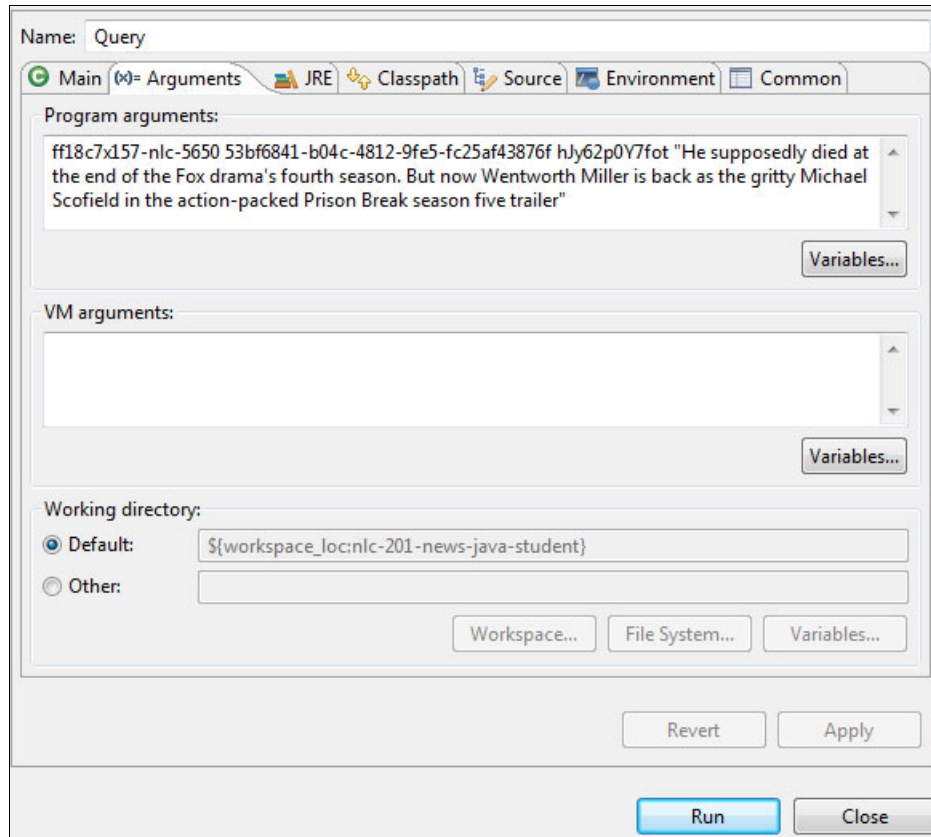 Name: Query
Main (x)= Arguments JRE Classpath Source Environment Common
Program arguments:
ff18c7x157-nlc-5650 53bf6841-b04c-4812-9fe5-fc25af43876f hJy62p0Y7fot "He supposedly died at
the end of the Fox drama's fourth season. But now Wentworth Miller is back as the gritty Michael
Scofield in the action-packed Prison Break season five trailer"
Variables...
VM arguments:
Variables...
Working directory:
Default: ${workspace_loc:nlc-201-news-java-student}
Other:
Workspace... File System... Variables...
Revert Apply
Run Close